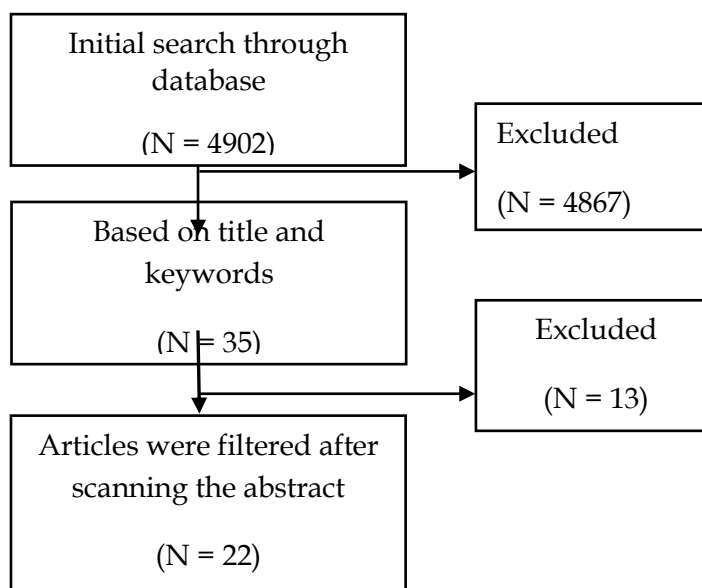 Initial search through
database
(N = 4902)
Excluded
(N = 4867)
Based on title and
keywords
(N = 35)
Excluded
(N = 13)
Articles were filtered after
scanning the abstract
(N = 22)